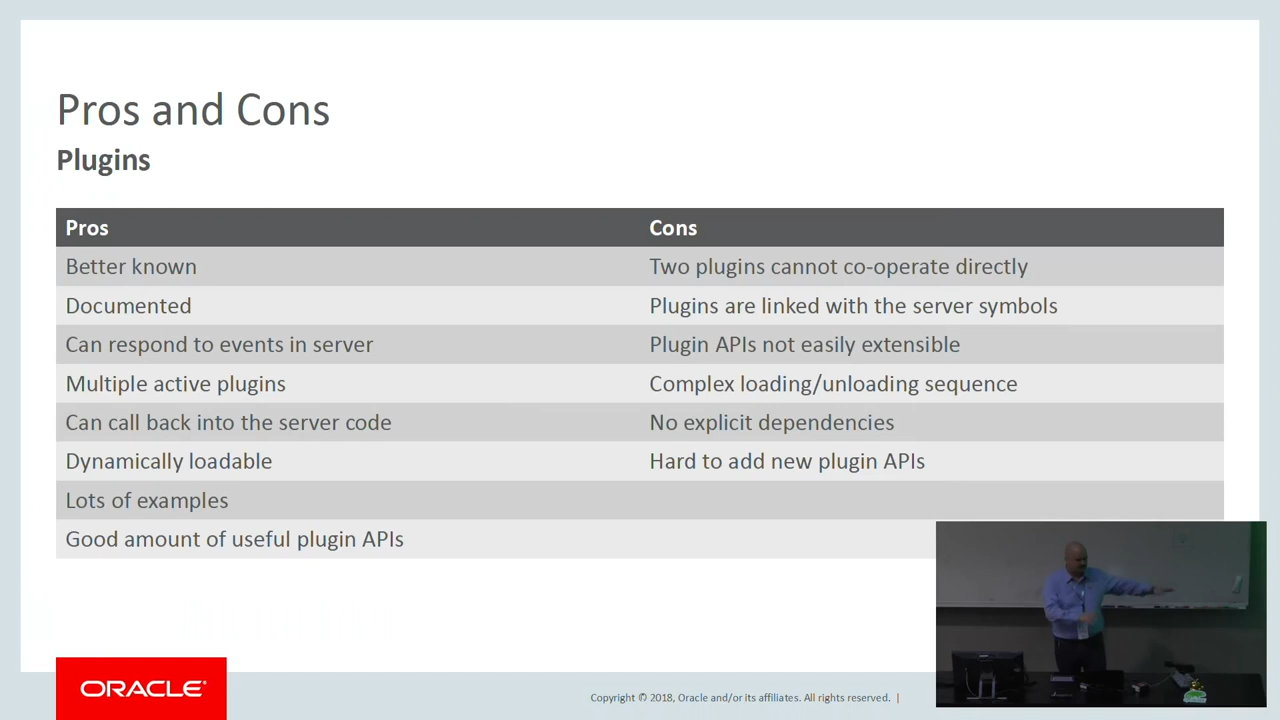 Pros and Cons
Plugins
Pros Cons
Better known Two plugins cannot co-operate directly
Documented Plugins are linked with the server symbols
Can respond to events in server Plugin APIs not easily extensible
Multiple active plugins Complex loading/unloading sequence
Can call back into the server code No explicit dependencies
Dynamically loadable Hard to add new plugin APIs
Lots of examples
Good amount of useful plugin APIs
ORACLE®
Copyright © 2018, Oracle and/or its affiliates. All rights reserved. |